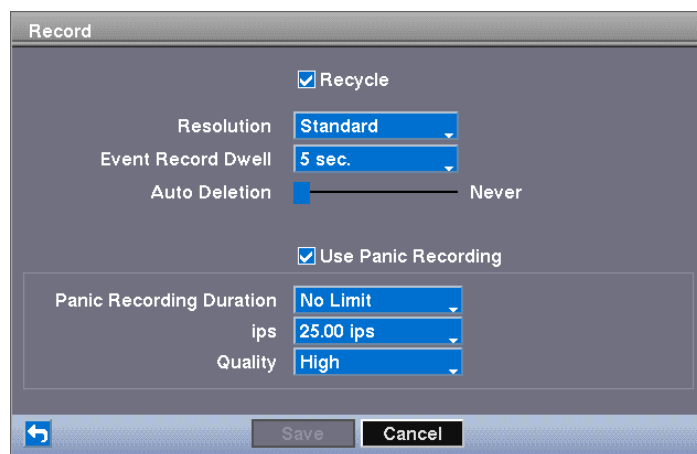 Record
Recycle
Resolution Standard
Event Record Dwell 5 sec.
Auto Deletion Never
Use Panic Recording
Panic Recording Duration No Limit
ips 25.00 ips
Quality High
Save Cancel